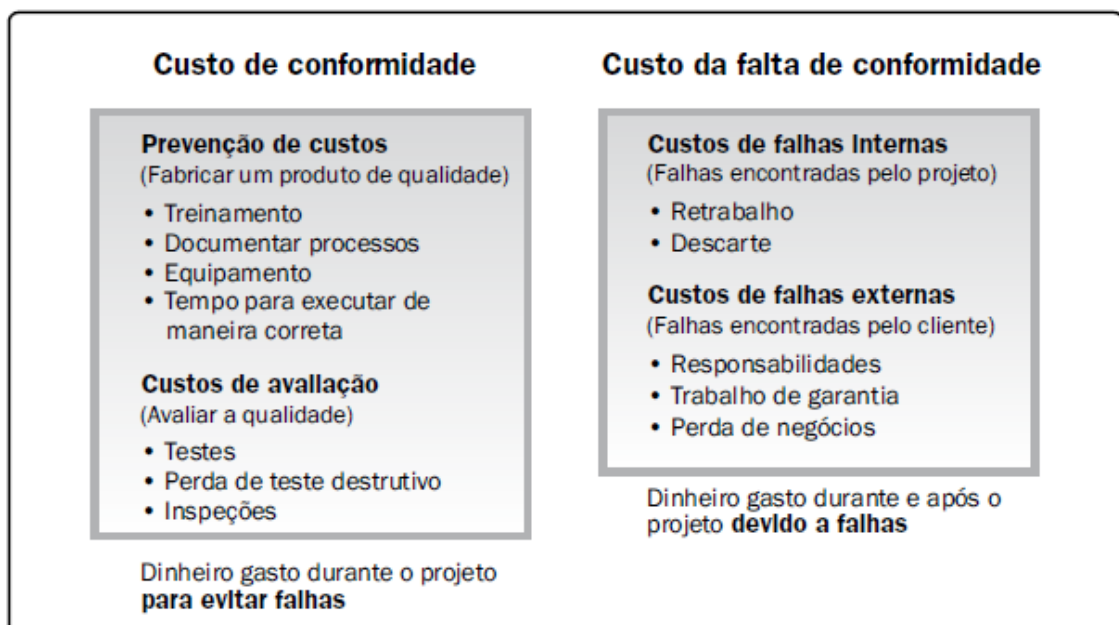 Custo de conformidade
Prevenção de custos
(Fabricar um produto de qualidade)
• Treinamento
• Documentar processos
• Equipamento
• Tempo para executar de
maneira correta
Custos de avaliação
(Avaliar a qualidade)
• Testes
• Perda de teste destrutivo
• Inspeções
Dinheiro gasto durante o projeto
para evitar falhas
Custo da falta de conformidade
Custos de falhas Internas
(Falhas encontradas pelo projeto)
• Retrabalho
• Descarte
Custos de falhas externas
(Falhas encontradas pelo cliente)
• Responsabilidades
• Trabalho de garantia
• Perda de negócios
Dinheiro gasto durante e após o
projeto devido a falhas